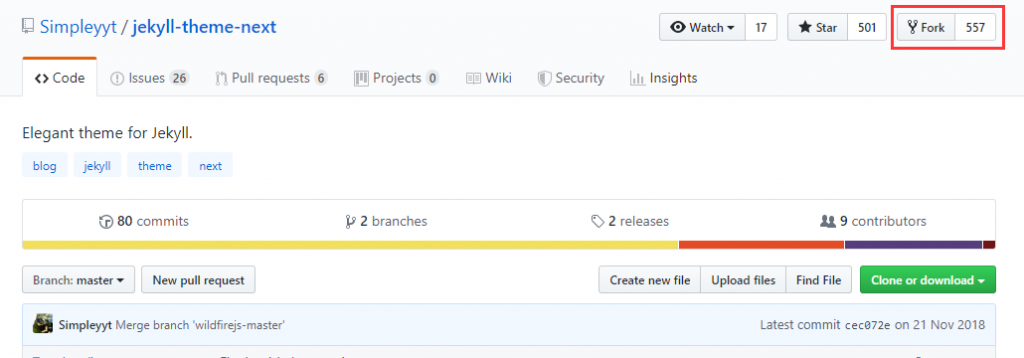 Simpleyyt / jekyll-theme-next Watch 17 Star 501 Fork 557
Code Issues 26 Pull requests 6 Projects 0 Wiki Security Insights
Elegant theme for Jekyll.
blog jekyll theme next
80 commits 2 branches 2 releases 9 contributors
Branch: master New pull request Create new file Upload files Find File Clone or download
Simpleyyt Merge branch 'wildfirejs-master' Latest commit cec072e on 21 Nov 2018